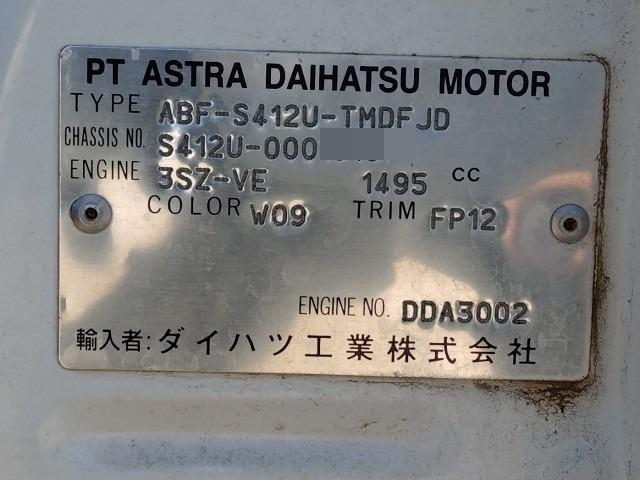 PT ASTRA DAIHATSU MOTOR
TYPE ABF-S412U-TMDFJD
CHASSIS NO. S412U-000
ENGINE 3SZ-VE 1495 CC
COLOR W09 TRIM FP12
ENGINE NO. DDA3002
輸入者:ダイハツ工業株式会社